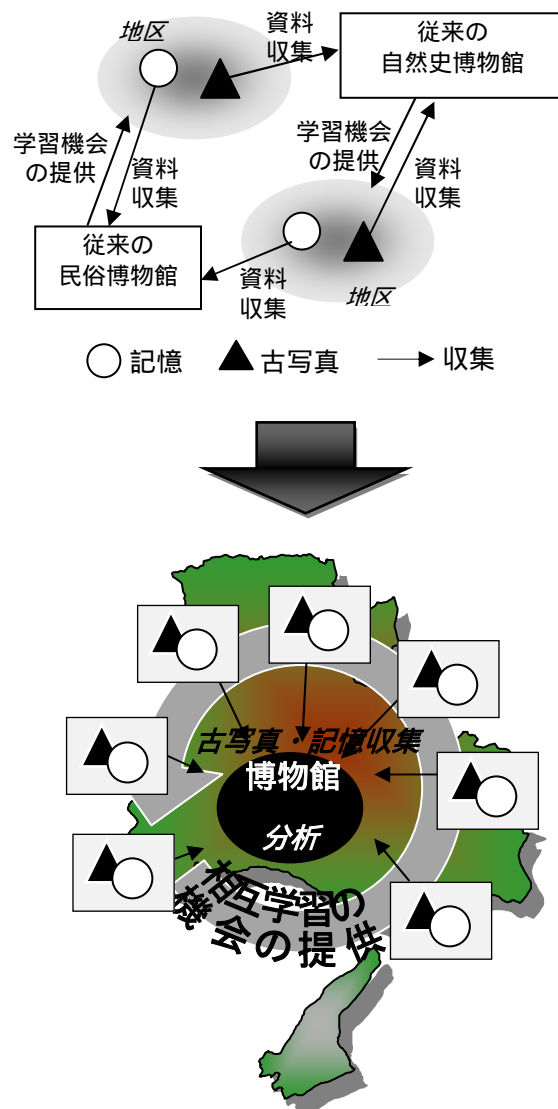 地区
資料
収集
従来の
自然史博物館
学習機会
の提供
資料
収集
学習機会
の提供
資料
収集
従来の
民俗博物館
資料
収集
地区
記憶
古写真
収集
古写真・記憶収集
博物館
分析
相互学習の
機会の提供